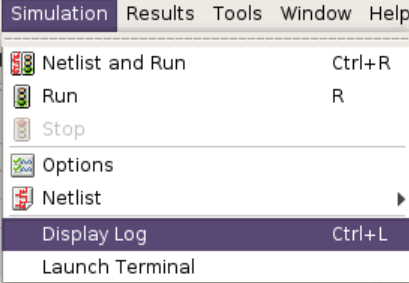 Simulation Results Tools Window Help
Netlist and Run Ctrl+R
Run R
Stop
Options
Netlist
Display Log Ctrl+L
Launch Terminal